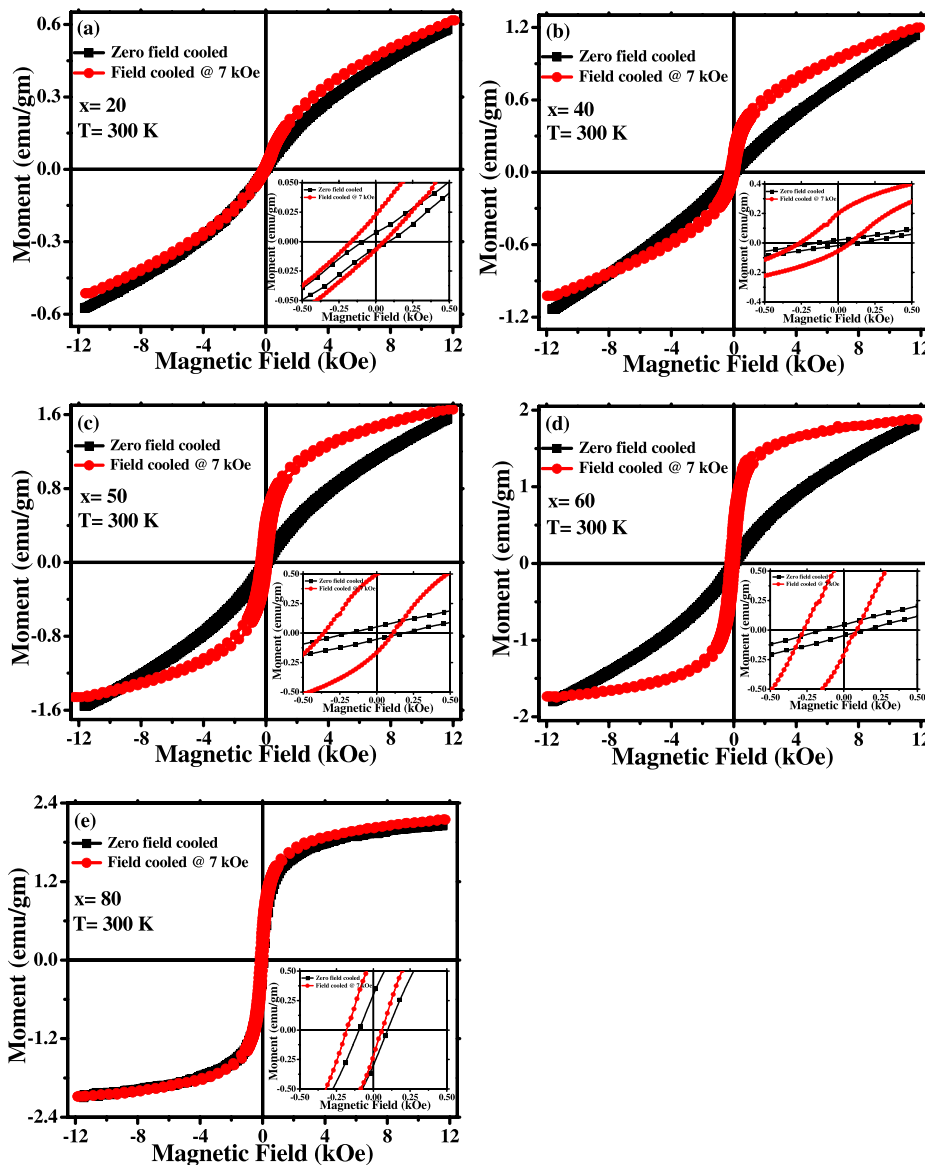 (a)
Zero field cooled
Field cooled @ 7 kOe
x= 20
T= 300 K
Moment (emu/gm)
0.6
0.3
0.0
-0.3
-0.6
-12 -8 -4 0 4 8 12
Magnetic Field (kOe)
Zero field cooled
Field cooled @ 7 kOe
Moment (emu/gm)
0.050
0.025
0.000
-0.025
-0.050
-0.50 -0.25 0.00 0.25 0.50
Magnetic Field (kOe)
(b)
Zero field cooled
Field cooled @ 7 kOe
x= 40
T= 300 K
Moment (emu/gm)
1.2
0.6
0.0
-0.6
-1.2
-12 -8 -4 0 4 8 12
Magnetic Field (kOe)
Zero field cooled
Field cooled @ 7 kOe
Moment (emu/gm)
0.4
0.2
0.0
-0.2
-0.4
-0.50 -0.25 0.00 0.25 0.50
Magnetic Field (kOe)
(c)
Zero field cooled
Field cooled @ 7 kOe
x= 50
T= 300 K
Moment (emu/gm)
1.6
0.8
0.0
-0.8
-1.6
-12 -8 -4 0 4 8 12
Magnetic Field (kOe)
Zero field cooled
Field cooled @ 7 kOe
Moment (emu/gm)
0.50
0.25
0.00
-0.25
-0.50
-0.50 -0.25 0.00 0.25 0.50
Magnetic Field (kOe)
(d)
Zero field cooled
Field cooled @ 7 kOe
x= 60
T= 300 K
Moment (emu/gm)
2
1
0
-1
-2
-12 -8 -4 0 4 8 12
Magnetic Field (kOe)
Zero field cooled
Field cooled @ 7 kOe
Moment (emu/gm)
0.50
0.25
0.00
-0.25
-0.50
-0.50 -0.25 0.00 0.25 0.50
Magnetic Field (kOe)
(e)
Zero field cooled
Field cooled @ 7 kOe
x= 80
T= 300 K
Moment (emu/gm)
2.4
1.2
0.0
-1.2
-2.4
-12 -8 -4 0 4 8 12
Magnetic Field (kOe)
Zero field cooled
Field cooled @ 7 kOe
Moment (emu/gm)
0.50
0.25
0.00
-0.25
-0.50
-0.50 -0.25 0.00 0.25 0.50
Magnetic Field (kOe)